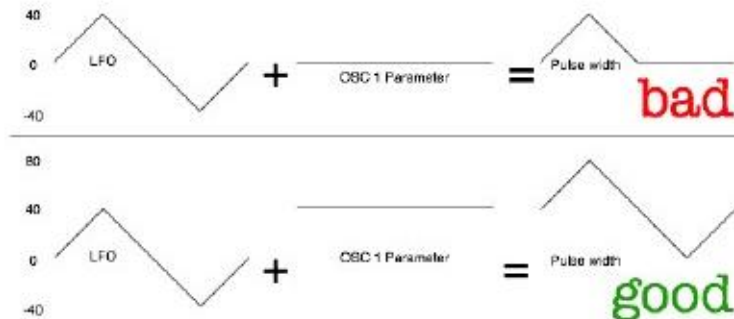 40
LFO
0
+
OSC 1 Parameter
=
Pulse width
bad
-40
80
40
LFO
0
+
OSC 1 Parameter
=
Pulse width
good
-40